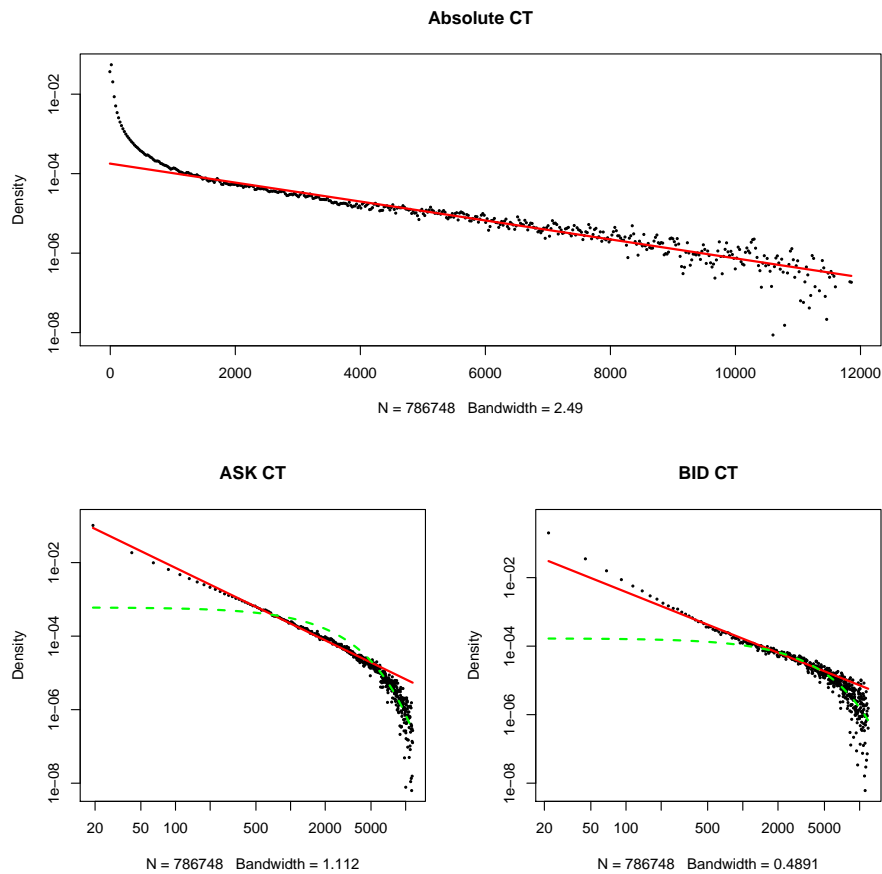 Absolute CT
Density
1e-08 1e-06 1e-04 1e-02
0 2000 4000 6000 8000 10000 12000
N = 786748 Bandwidth = 2.49
ASK CT
Density
1e-08 1e-06 1e-04 1e-02
20 50 100 500 2000 5000
N = 786748 Bandwidth = 1.112
BID CT
Density
1e-08 1e-06 1e-04 1e-02
20 50 100 500 2000 5000
N = 786748 Bandwidth = 0.4891